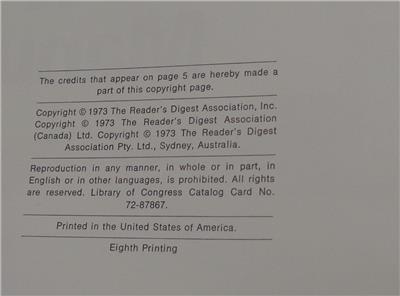 The credits that appear on page 5 are hereby made a
part of this copyright page.
Copyright © 1973 The Reader's Digest Association, Inc.
Copyright © 1973 The Reader's Digest Association
(Canada) Ltd. Copyright © 1973 The Reader's Digest
Association Pty. Ltd., Sydney, Australia.
Reproduction in any manner, in whole or in part, in
English or in other languages, is prohibited. All rights
are reserved. Library of Congress Catalog Card No.
72-87867.
Printed in the United States of America.
Eighth Printing